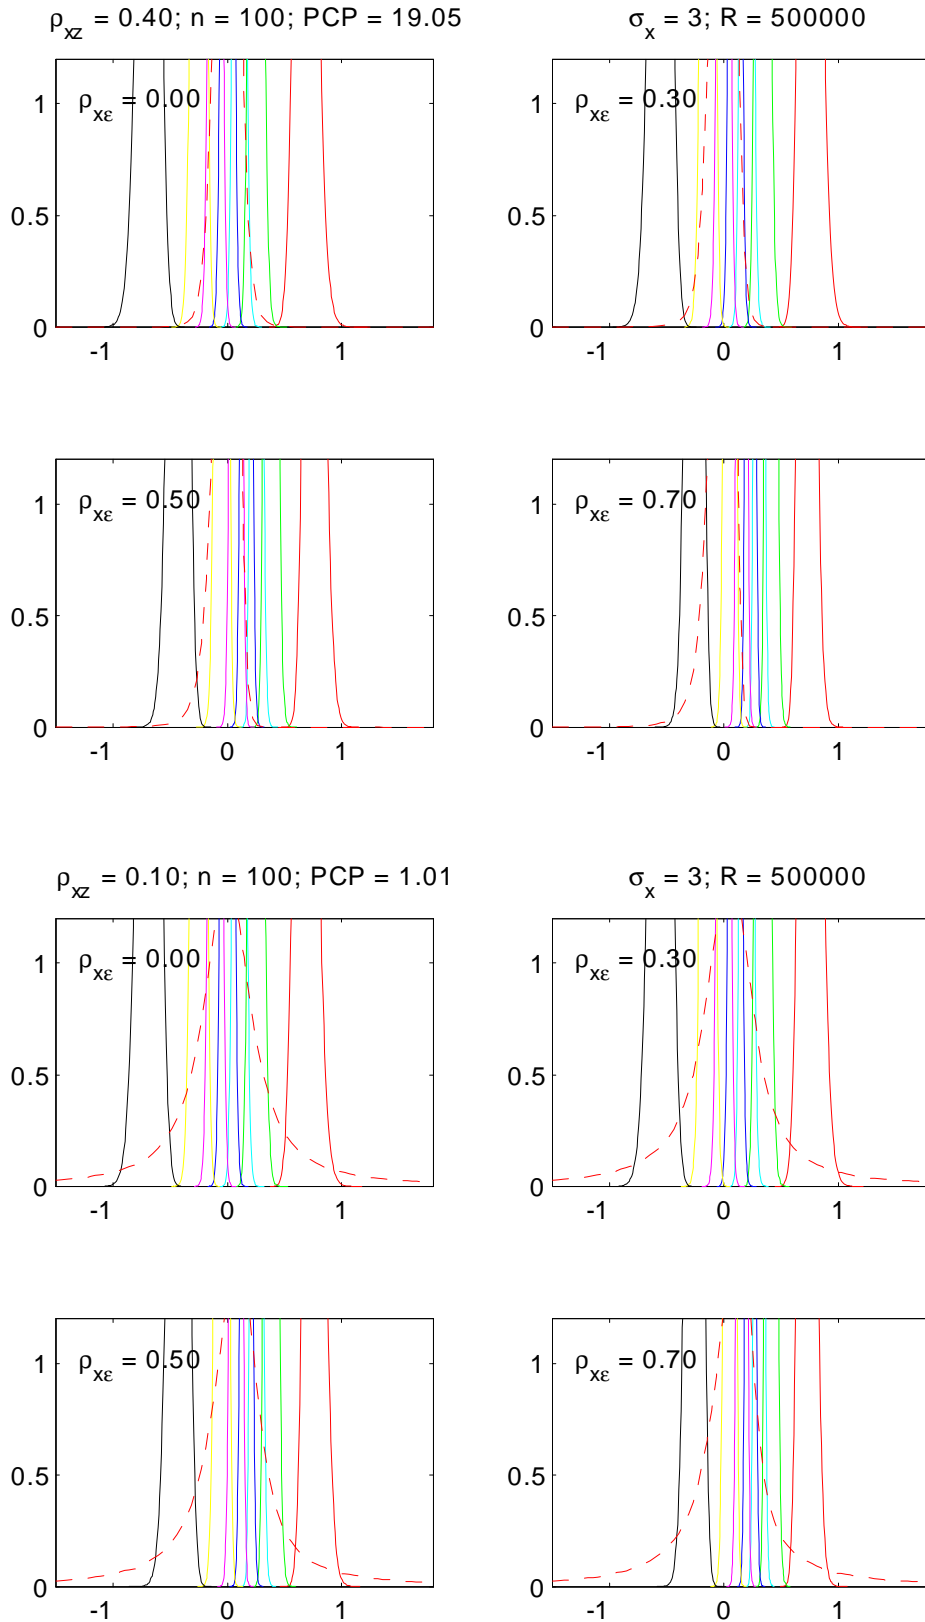 ρxz = 0.40; n = 100; PCP = 19.05
σx = 3; R = 500000
1
ρxε = 0.00
0.5
0
-1 0 1
1
ρxε = 0.30
0.5
0
-1 0 1
1
ρxε = 0.50
0.5
0
-1 0 1
1
ρxε = 0.70
0.5
0
-1 0 1
ρxz = 0.10; n = 100; PCP = 1.01
σx = 3; R = 500000
1
ρxε = 0.00
0.5
0
-1 0 1
1
ρxε = 0.30
0.5
0
-1 0 1
1
ρxε = 0.50
0.5
0
-1 0 1
1
ρxε = 0.70
0.5
0
-1 0 1